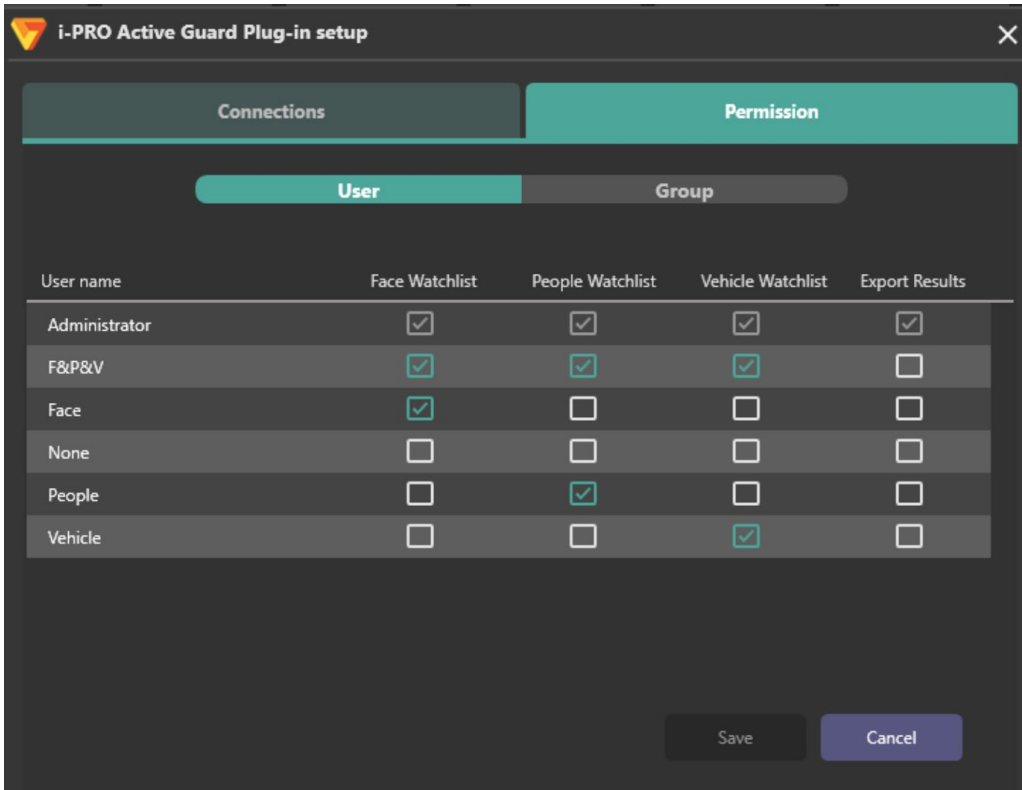 i-PRO Active Guard Plug-in setup
Connections Permission
User Group
User name Face Watchlist People Watchlist Vehicle Watchlist Export Results
Administrator
F&P&V
Face
None
People
Vehicle
Save Cancel